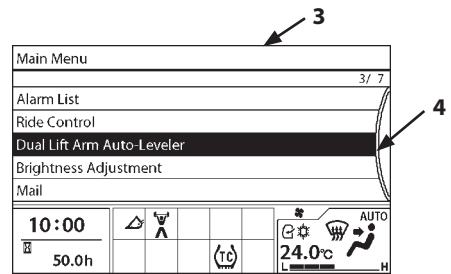 3
Main Menu
3/ 7
Alarm List
Ride Control
4
Dual Lift Arm Auto-Leveler
Brightness Adjustment
Mail
10:00
50.0h
TC
AUTO
24.0°C
L H